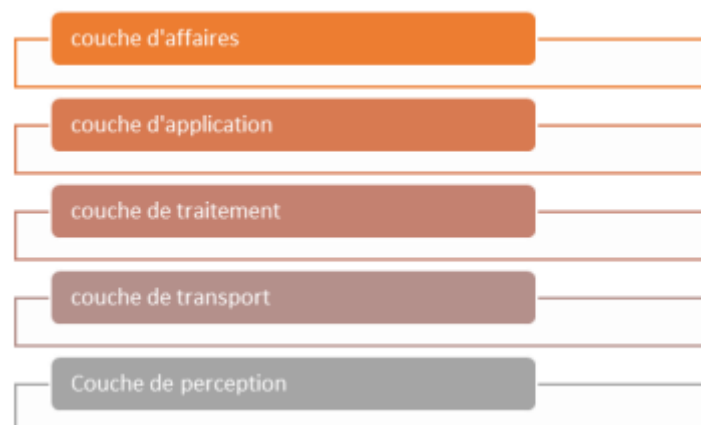 couche d'affaires
couche d'application
couche de traitement
couche de transport
Couche de perception